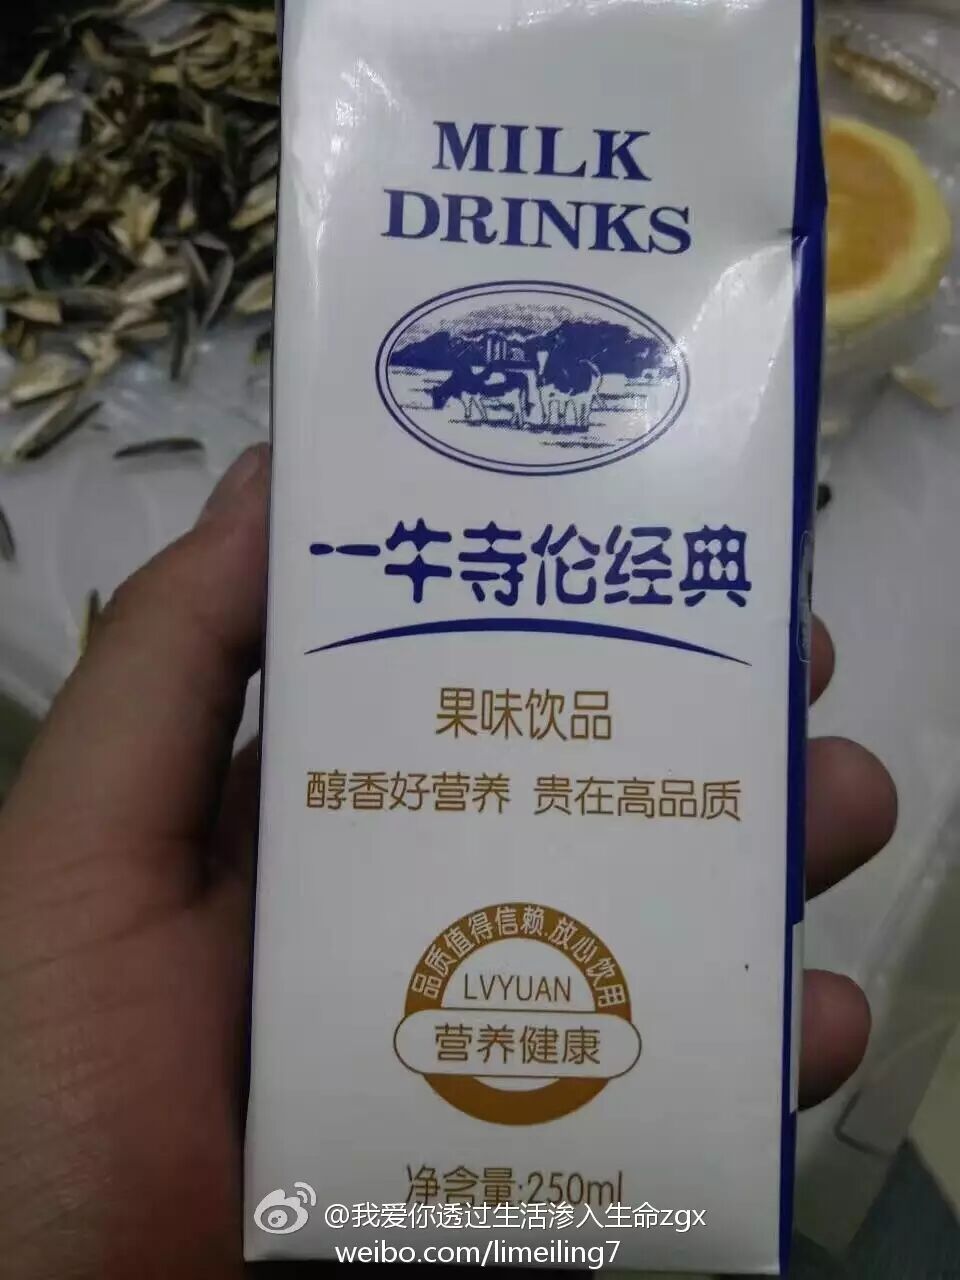 MILK
DRINKS
一牛寺伦经典
果味饮品
醇香好营养 贵在高品质
品质值得信赖.放心饮用
LVYUAN
营养健康
净含量:250ml
@我爱你透过生活渗入生命zgx
weibo.com/limeiling7